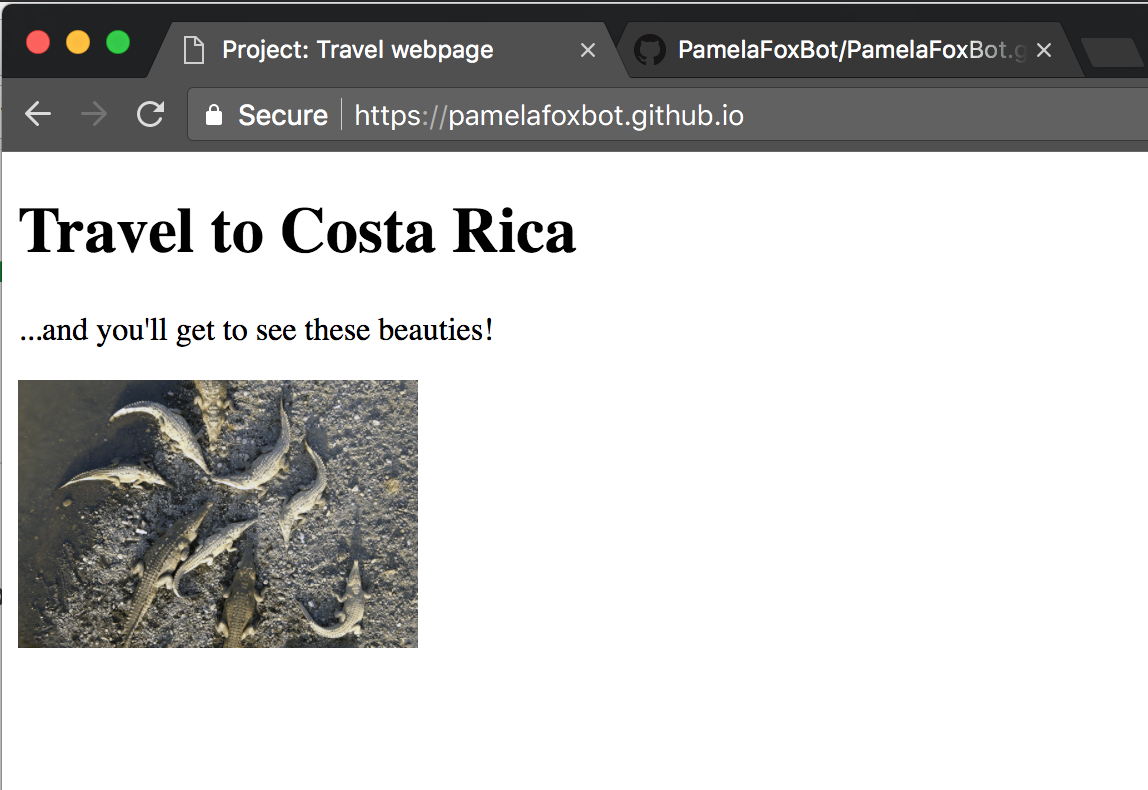 Project: Travel webpage
PamelaFoxBot/PamelaFoxBot.g
Secure
https://pamelafoxbot.github.io
Travel to Costa Rica
...and you'll get to see these beauties!